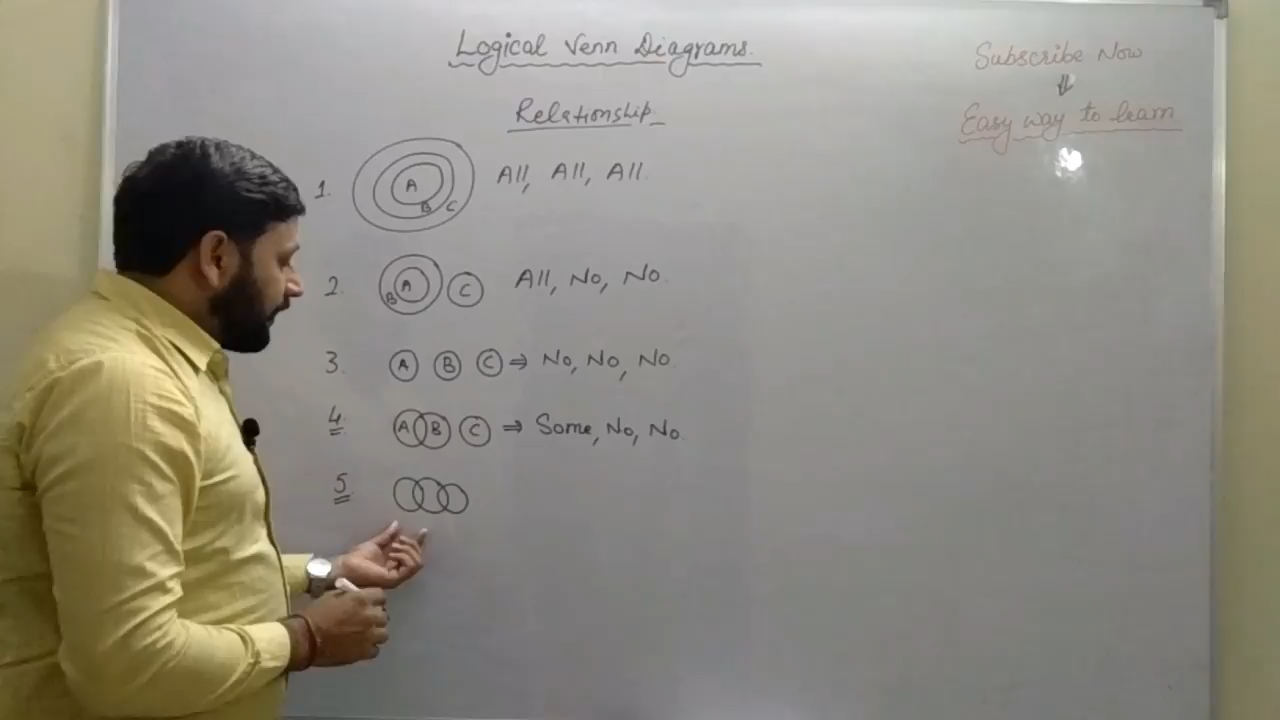 Logical Venn Diagrams.
Subscribe Now
⇓
Easy way to learn
Relationship
1. A B C All, All, All.
2. A B C All, No, No.
3. A B C ⇒ No, No, No
4. A B C ⇒ Some, No, No.
5.